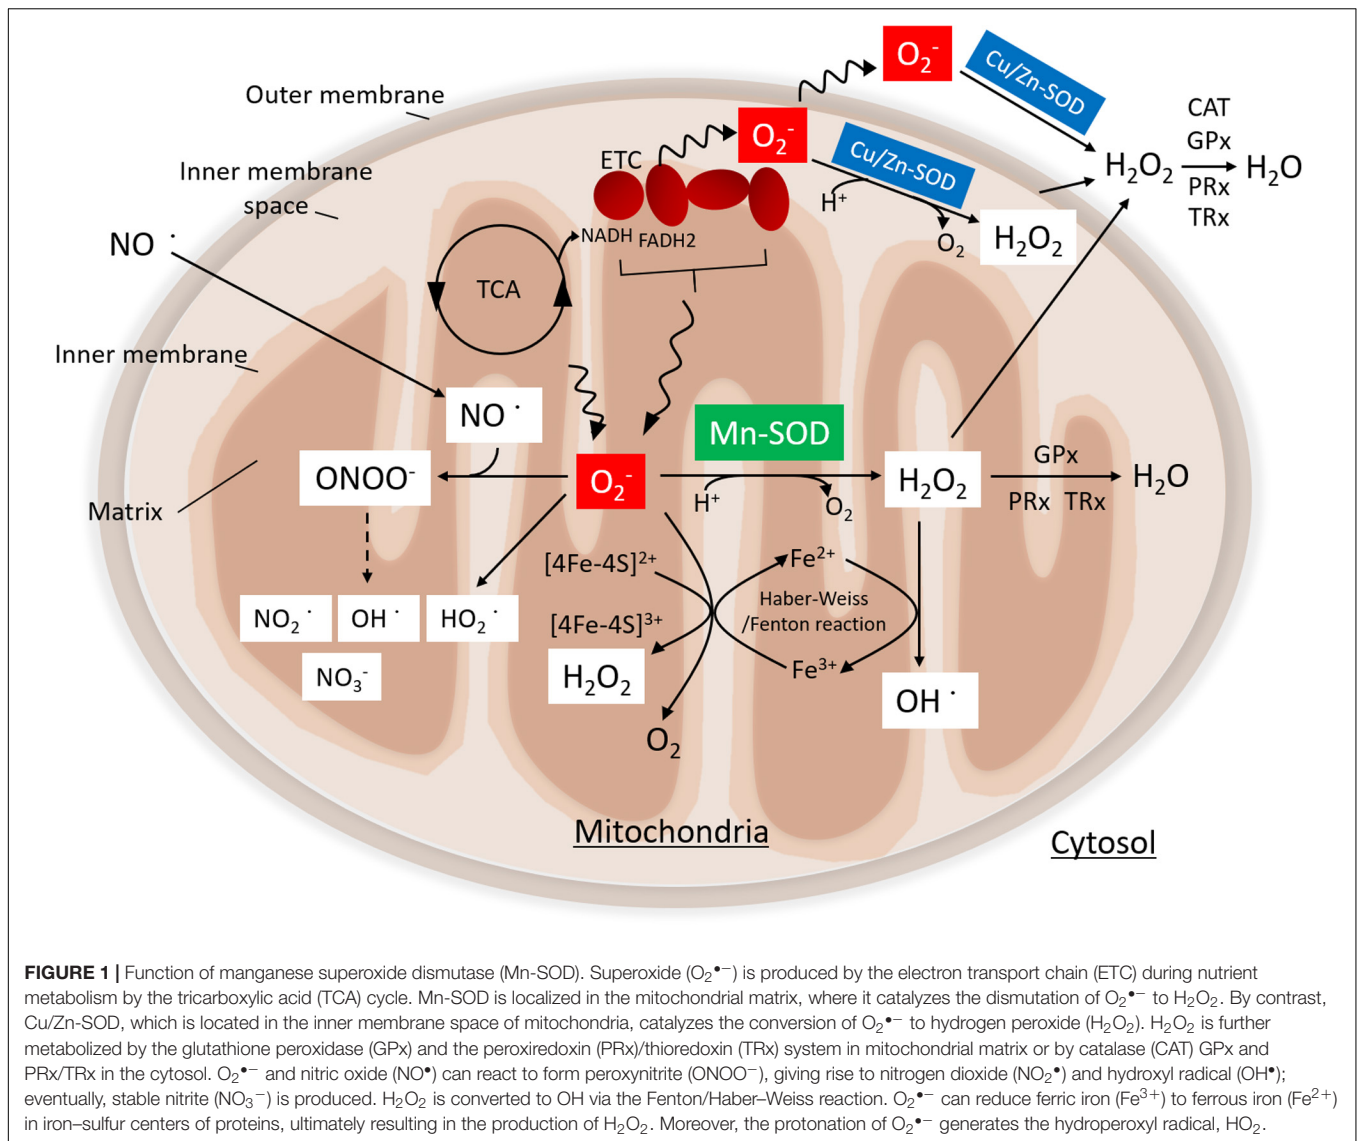 O₂⁻
Cu/Zn-SOD
Outer membrane
CAT
O₂⁻
GPx
Cu/Zn-SOD
H₂O₂
H₂O
ETC
PRx
TRx
Inner membrane
space
H⁺
O₂
H₂O₂
NO ·
NADH FADH2
TCA
Inner membrane
NO ·
Mn-SOD
ONOO⁻
O₂⁻
H₂O₂
GPx
H₂O
H⁺
O₂
PRx TRx
Matrix
[4Fe-4S]²⁺
Fe²⁺
Haber-Weiss
/Fenton reaction
NO₂ ·
OH ·
HO₂ ·
[4Fe-4S]³⁺
Fe³⁺
NO₃⁻
H₂O₂
OH ·
O₂
Mitochondria
Cytosol
FIGURE 1 | Function of manganese superoxide dismutase (Mn-SOD). Superoxide (O₂•⁻) is produced by the electron transport chain (ETC) during nutrient
metabolism by the tricarboxylic acid (TCA) cycle. Mn-SOD is localized in the mitochondrial matrix, where it catalyzes the dismutation of O₂•⁻ to H₂O₂. By contrast,
Cu/Zn-SOD, which is located in the inner membrane space of mitochondria, catalyzes the conversion of O₂•⁻ to hydrogen peroxide (H₂O₂). H₂O₂ is further
metabolized by the glutathione peroxidase (GPx) and the peroxiredoxin (PRx)/thioredoxin (TRx) system in mitochondrial matrix or by catalase (CAT) GPx and
PRx/TRx in the cytosol. O₂•⁻ and nitric oxide (NO•) can react to form peroxynitrite (ONOO⁻), giving rise to nitrogen dioxide (NO₂•) and hydroxyl radical (OH•);
eventually, stable nitrite (NO₃⁻) is produced. H₂O₂ is converted to OH via the Fenton/Haber–Weiss reaction. O₂•⁻ can reduce ferric iron (Fe³⁺) to ferrous iron (Fe²⁺)
in iron–sulfur centers of proteins, ultimately resulting in the production of H₂O₂. Moreover, the protonation of O₂•⁻ generates the hydroperoxyl radical, HO₂.